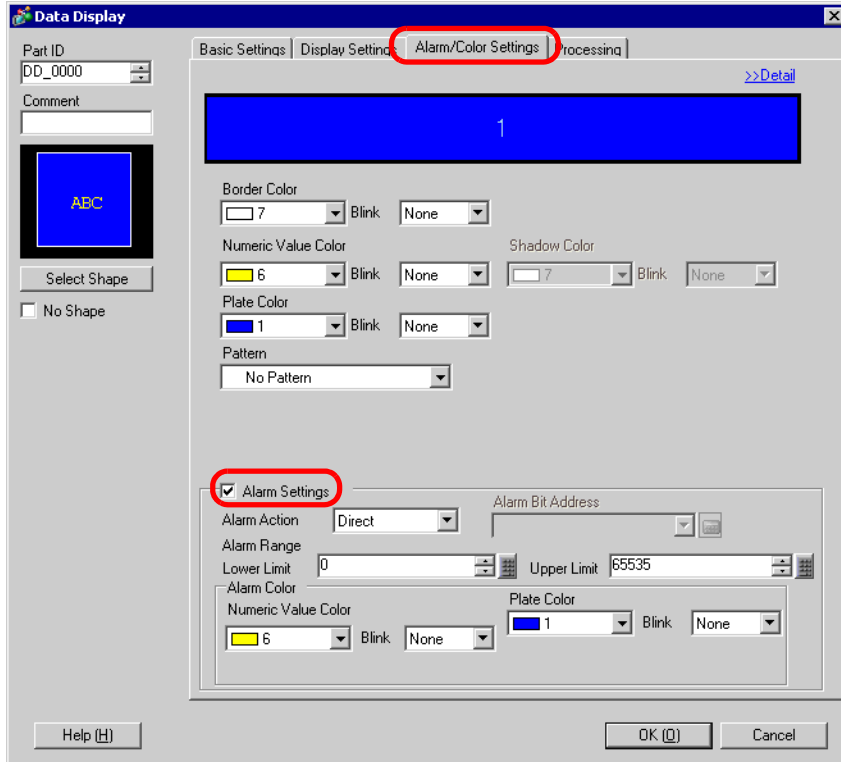 Data Display
Part ID
DD_0000
Comment
ABC
Select Shape
No Shape
Basic Settings Display Settings Alarm/Color Settings Processing
>>Detail
1
Border Color
7 Blink None
Numeric Value Color Shadow Color
6 Blink None 7 Blink None
Plate Color
1 Blink None
Pattern
No Pattern
Alarm Settings
Alarm Action Direct Alarm Bit Address
Alarm Range
Lower Limit 0 Upper Limit 65535
Alarm Color
Numeric Value Color Plate Color
6 Blink None 1 Blink None
Help (H) OK (O) Cancel